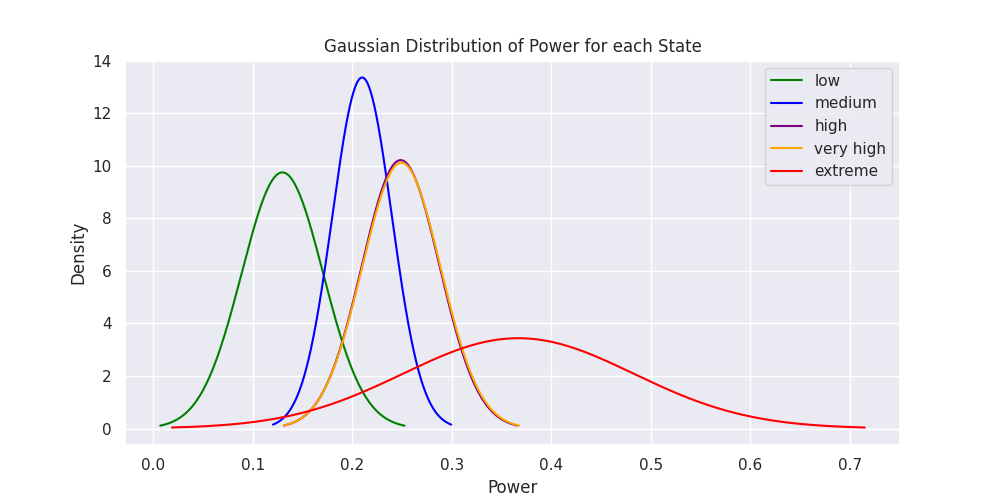 Gaussian Distribution of Power for each State
14
12
10
8
6
4
2
0
Density
low
medium
high
very high
extreme
0.0 0.1 0.2 0.3 0.4 0.5 0.6 0.7
Power